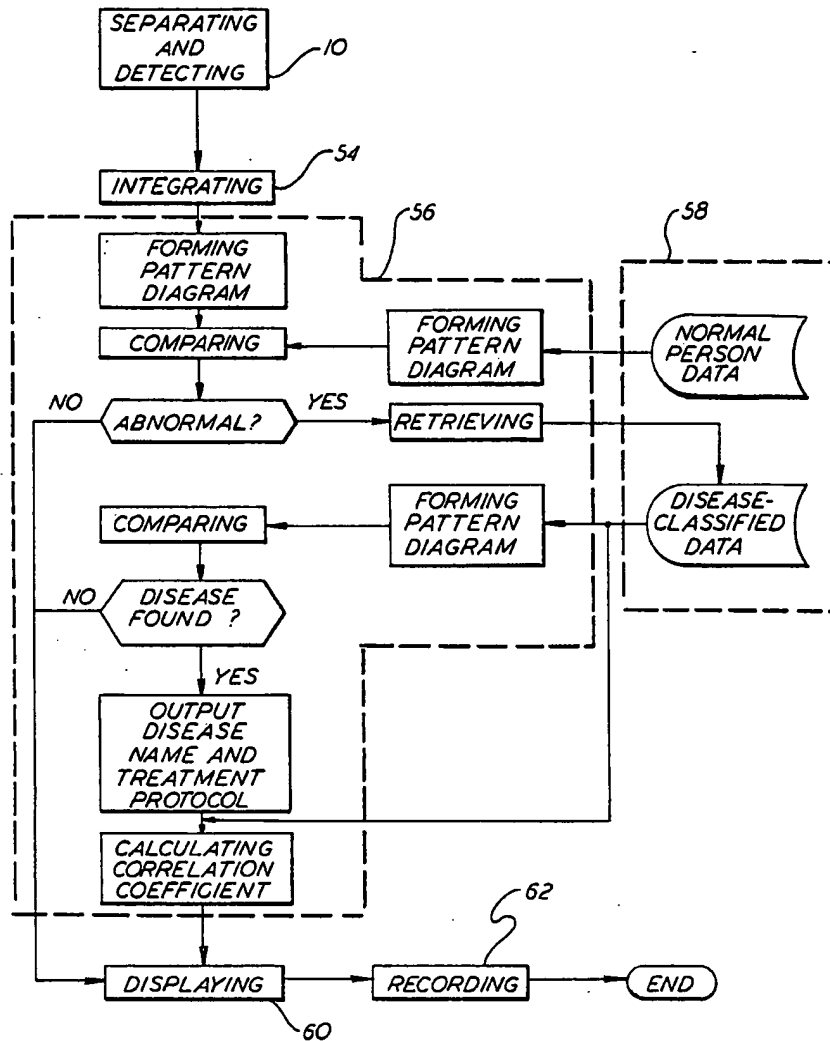 SEPARATING
AND
DETECTING
10
INTEGRATING
54
56
58
FORMING
PATTERN
DIAGRAM
COMPARING
FORMING
PATTERN
DIAGRAM
NORMAL
PERSON
DATA
NO
ABNORMAL?
YES
RETRIEVING
COMPARING
FORMING
PATTERN
DIAGRAM
DISEASE-
CLASSIFIED
DATA
NO
DISEASE
FOUND ?
YES
OUTPUT
DISEASE
NAME AND
TREATMENT
PROTOCOL
CALCULATING
CORRELATION
COEFFICIENT
62
DISPLAYING
RECORDING
END
60